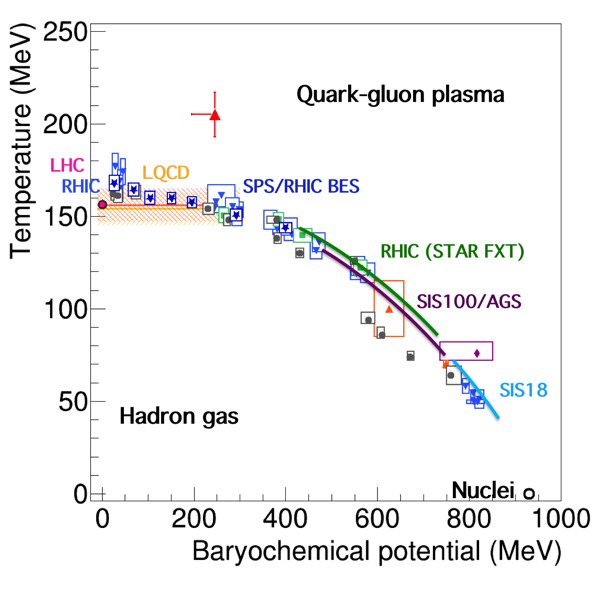 Temperature (MeV)
250
200
150
100
50
0
Quark-gluon plasma
LHC
LQCD
RHIC
SPS/RHIC BES
RHIC (STAR FXT)
SIS100/AGS
SIS18
Hadron gas
Nuclei
0 200 400 600 800 1000
Baryochemical potential (MeV)